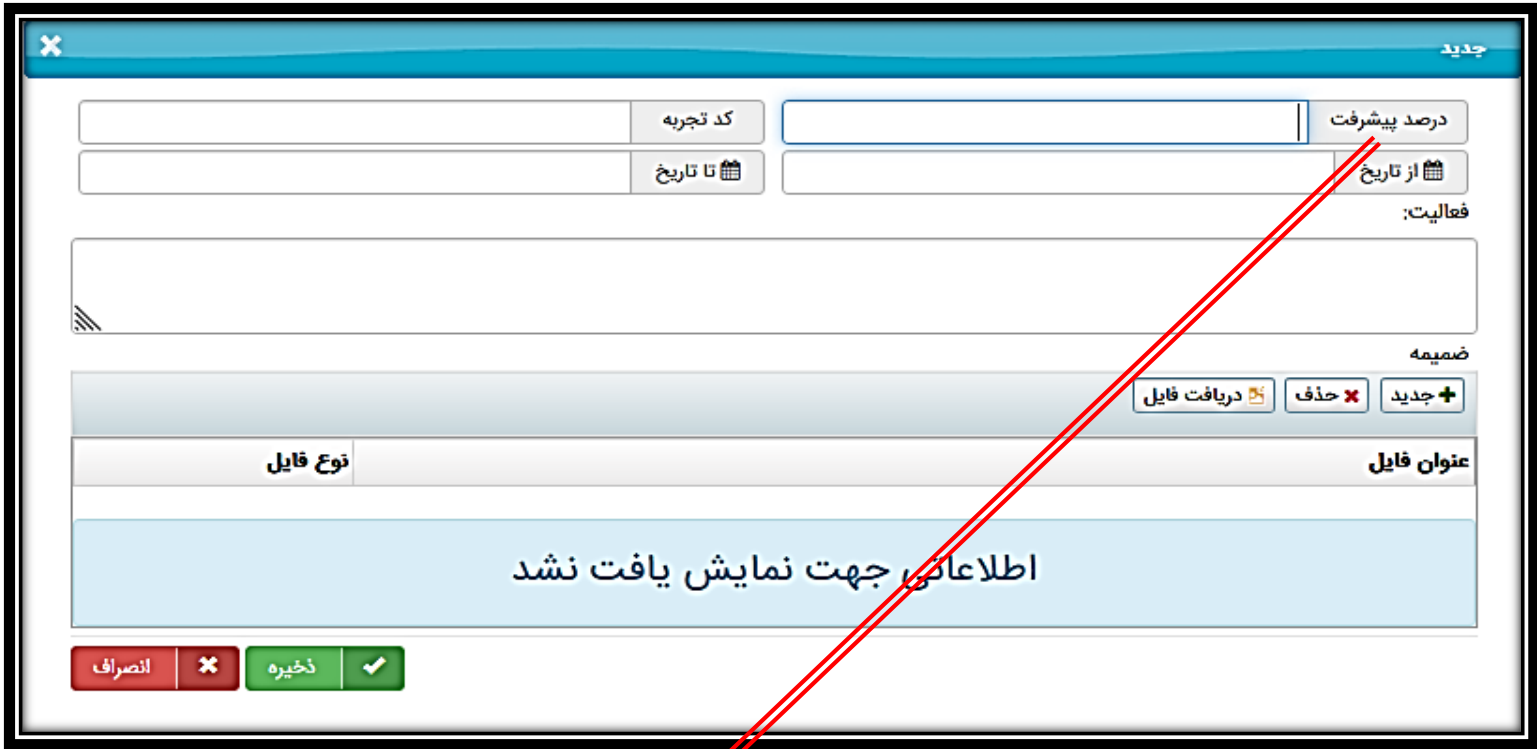 جدید
درصد پیشرفت کد تجربه
از تاریخ تا تاریخ
فعالیت:
ضمیمه
جدید حذف دریافت فایل
عنوان فایل نوع فایل
اطلاعاتی جهت نمایش یافت نشد
ذخیره انصراف